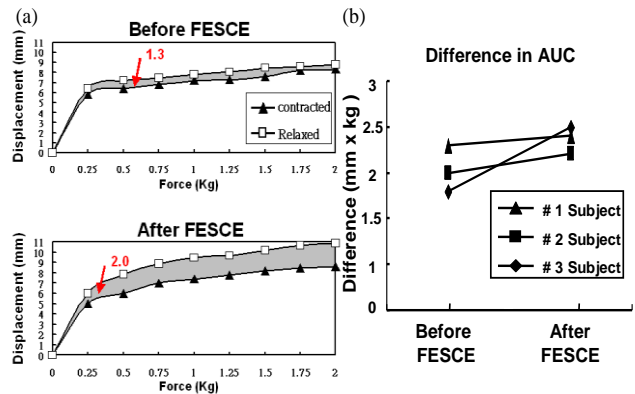 (a)
Before FESCE
Displacement (mm)
11
10
9
8
7
6
5
4
3
2
1
0
1.3
contracted
Relaxed
0 0.25 0.5 0.75 1 1.25 1.5 1.75 2
Force (Kg)
After FESCE
Displacement (mm)
11
10
9
8
7
6
5
4
3
2
1
0
2.0
0 0.25 0.5 0.75 1 1.25 1.5 1.75 2
Force (Kg)
(b)
Difference in AUC
Difference (mm x kg)
3
2.5
2
1.5
1
0
# 1 Subject
# 2 Subject
# 3 Subject
Before
FESCE
After
FESCE